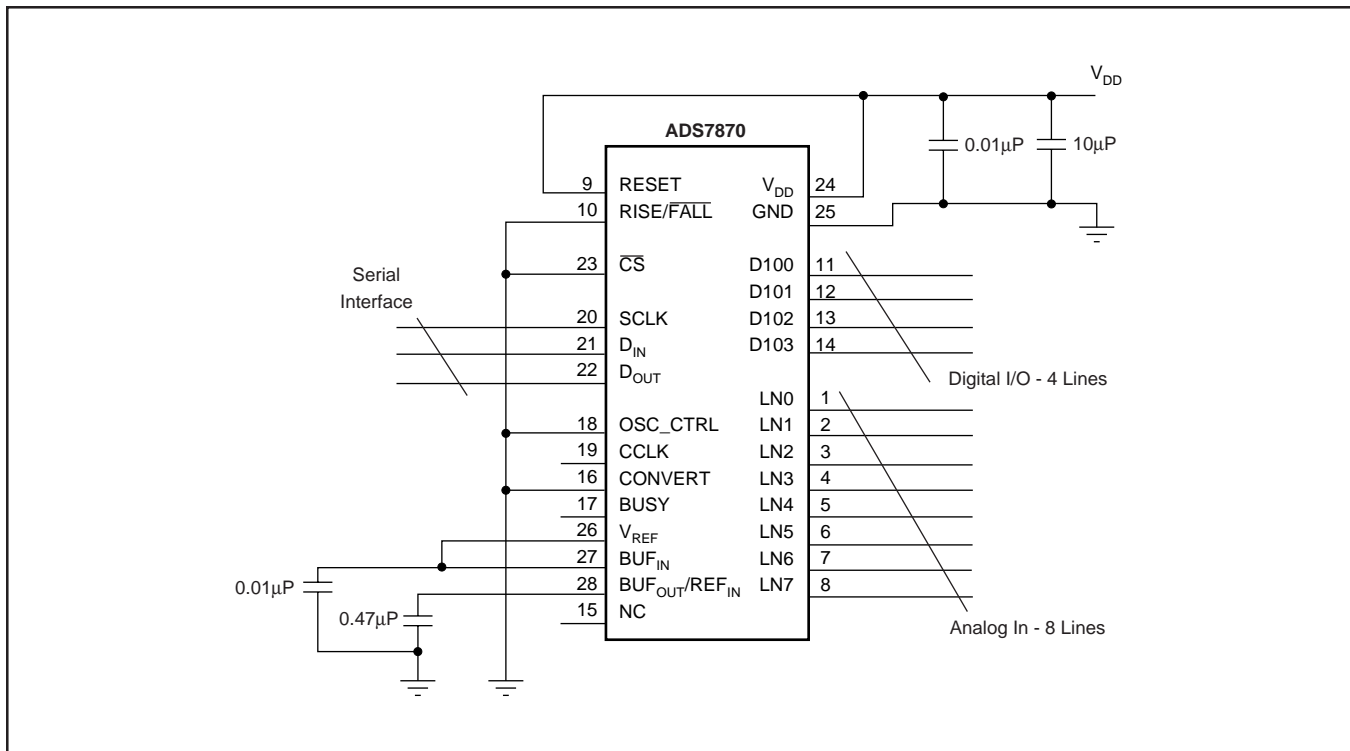 V_DD
ADS7870
0.01µP
10µP
9 RESET
10 RISE/F̅A̅L̅L̅
23 C̅S̅
Serial
Interface
20 SCLK
21 D_IN
22 D_OUT
18 OSC_CTRL
19 CCLK
16 CONVERT
17 BUSY
26 V_REF
27 BUF_IN
28 BUF_OUT/REF_IN
15 NC
0.01µP
0.47µP
V_DD 24
GND 25
D100 11
D101 12
D102 13
D103 14
Digital I/O - 4 Lines
LN0 1
LN1 2
LN2 3
LN3 4
LN4 5
LN5 6
LN6 7
LN7 8
Analog In - 8 Lines